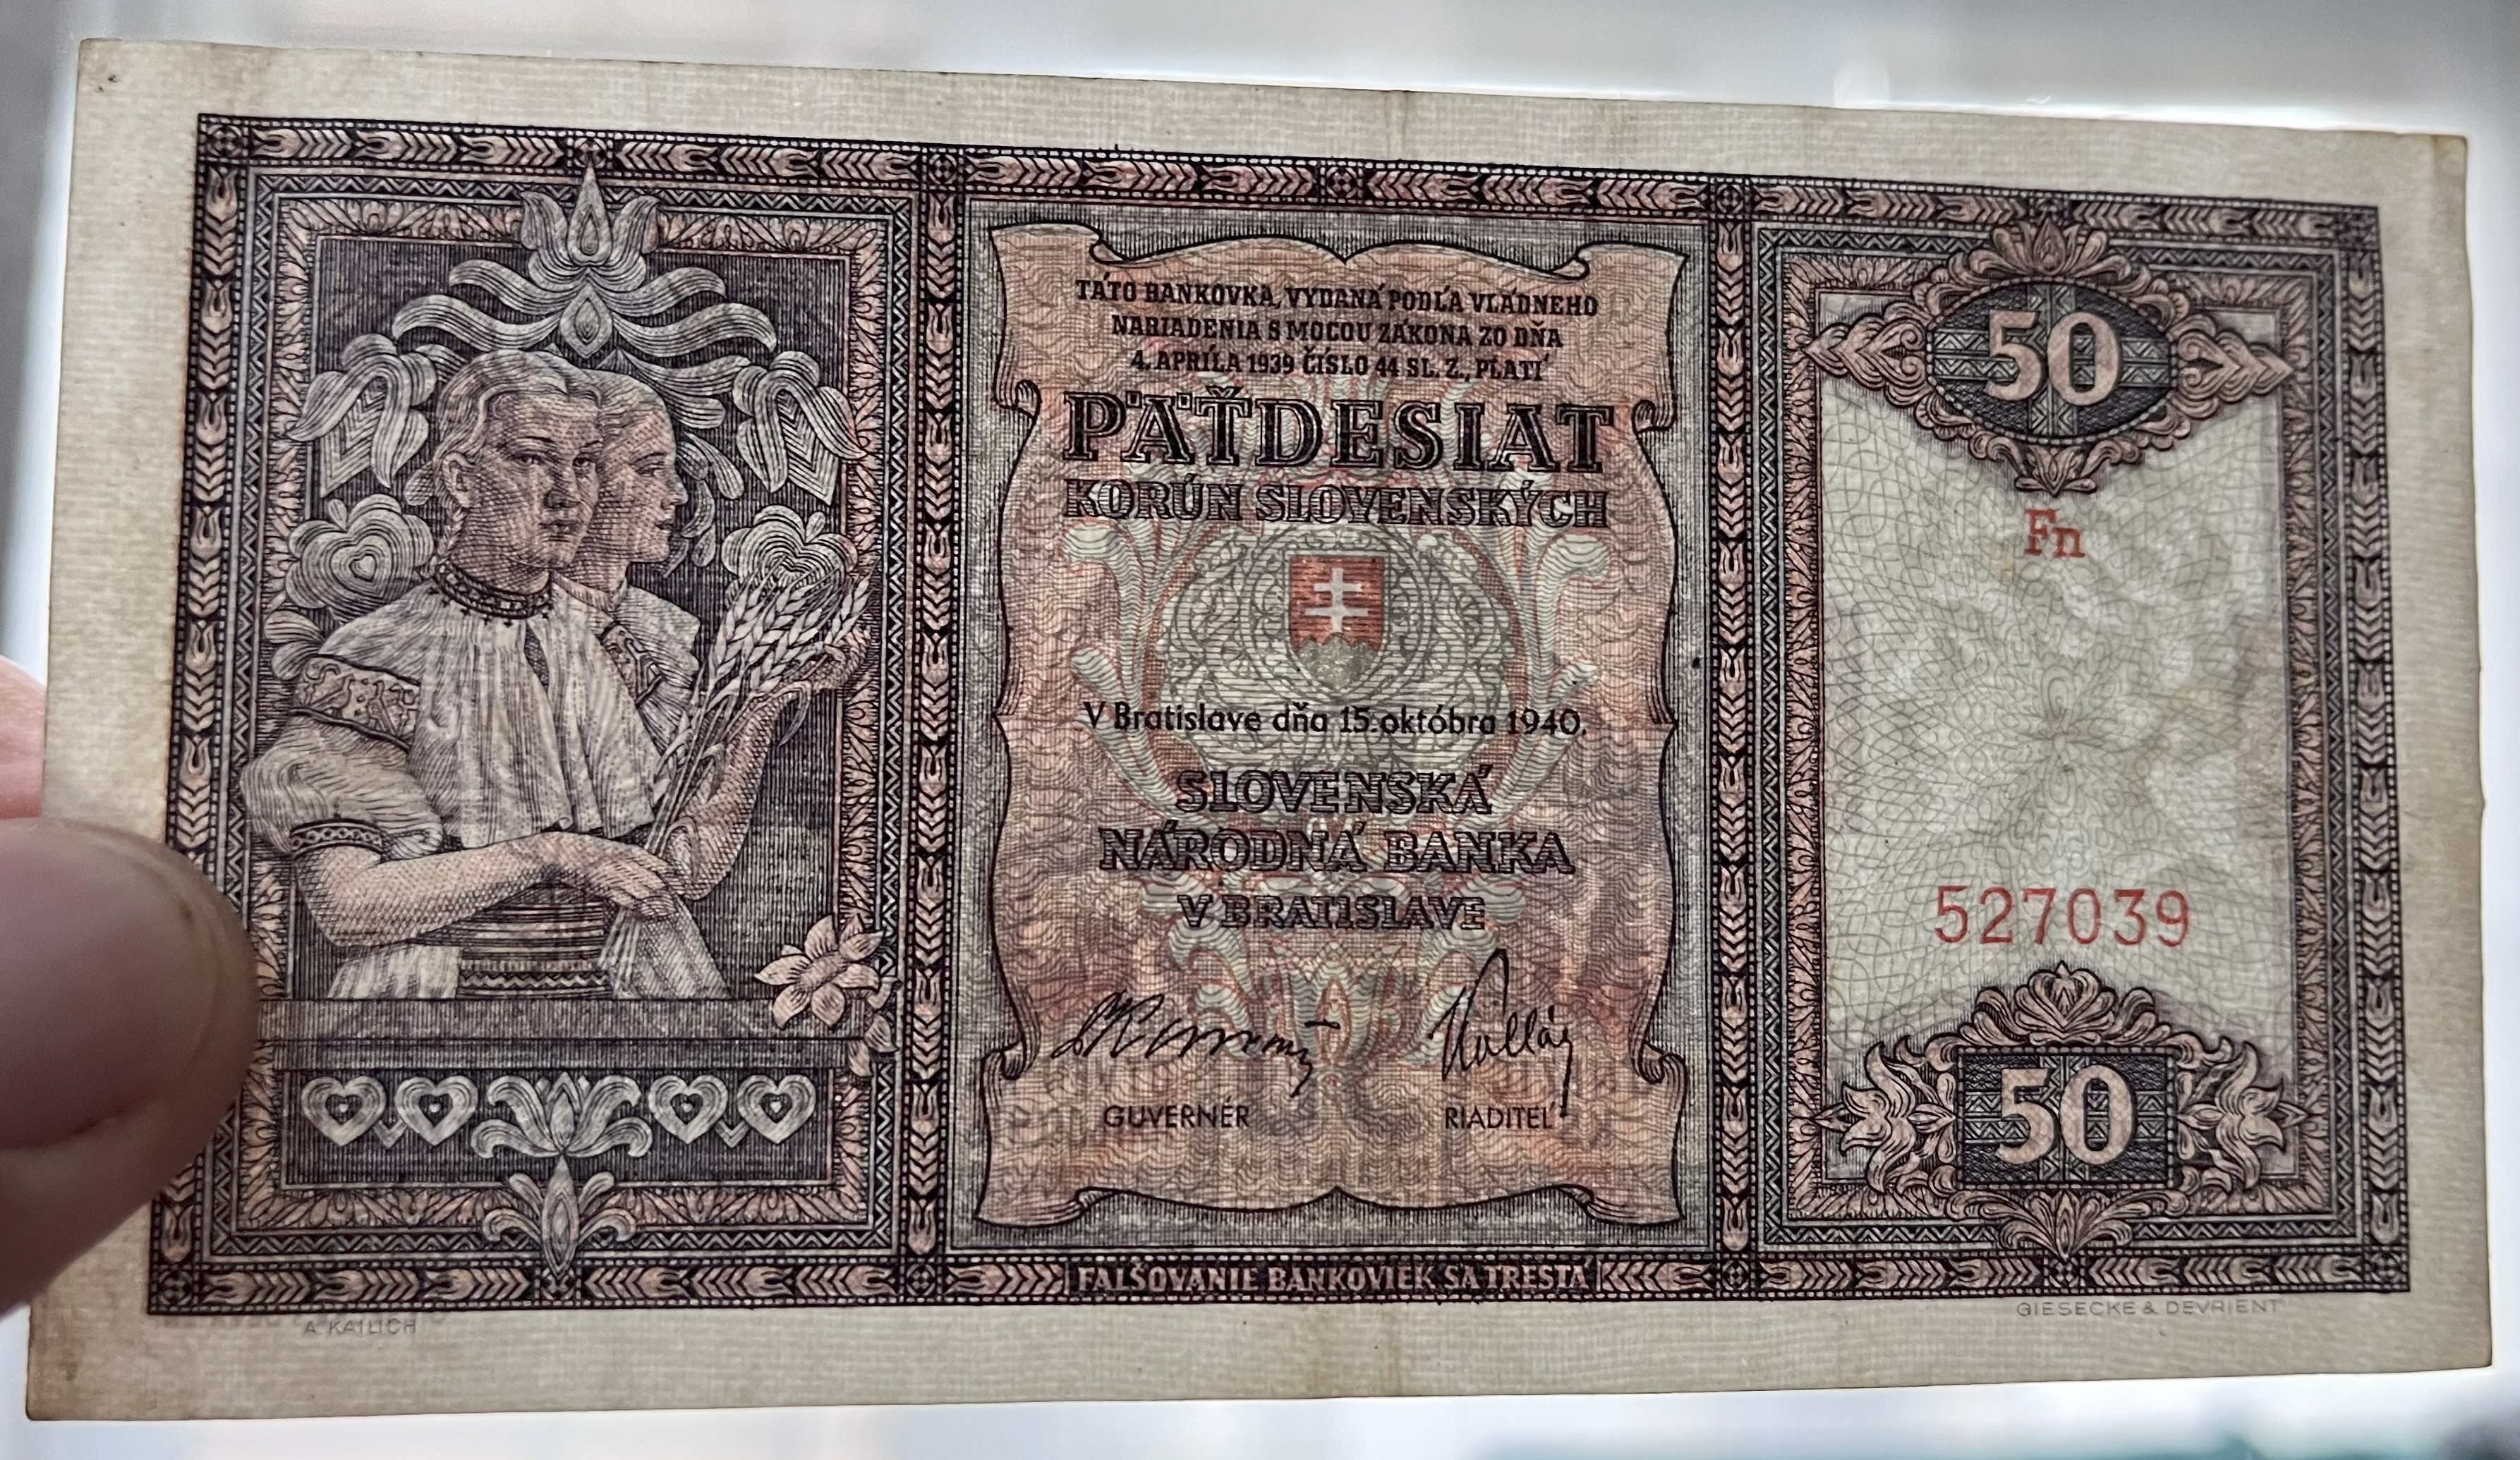 TÁTO BANKOVKA, VYDANÁ PODĽA VLÁDNEHO
NARIADENIA S MOCOU ZÁKONA ZO DŇA
4. APRÍLA 1939 ČÍSLO 44 SL. Z., PLATÍ
PÄŤDESIAT
KORÚN SLOVENSKÝCH
V Bratislave dňa 15. októbra 1940.
SLOVENSKÁ
NÁRODNÁ BANKA
V BRATISLAVE
GUVERNÉR
RIADITEĽ
FALŠOVANIE BANKOVIEK SA TRESTÁ
50
Fn
527039
50
A. KAILICH
GIESECKE & DEVRIENT